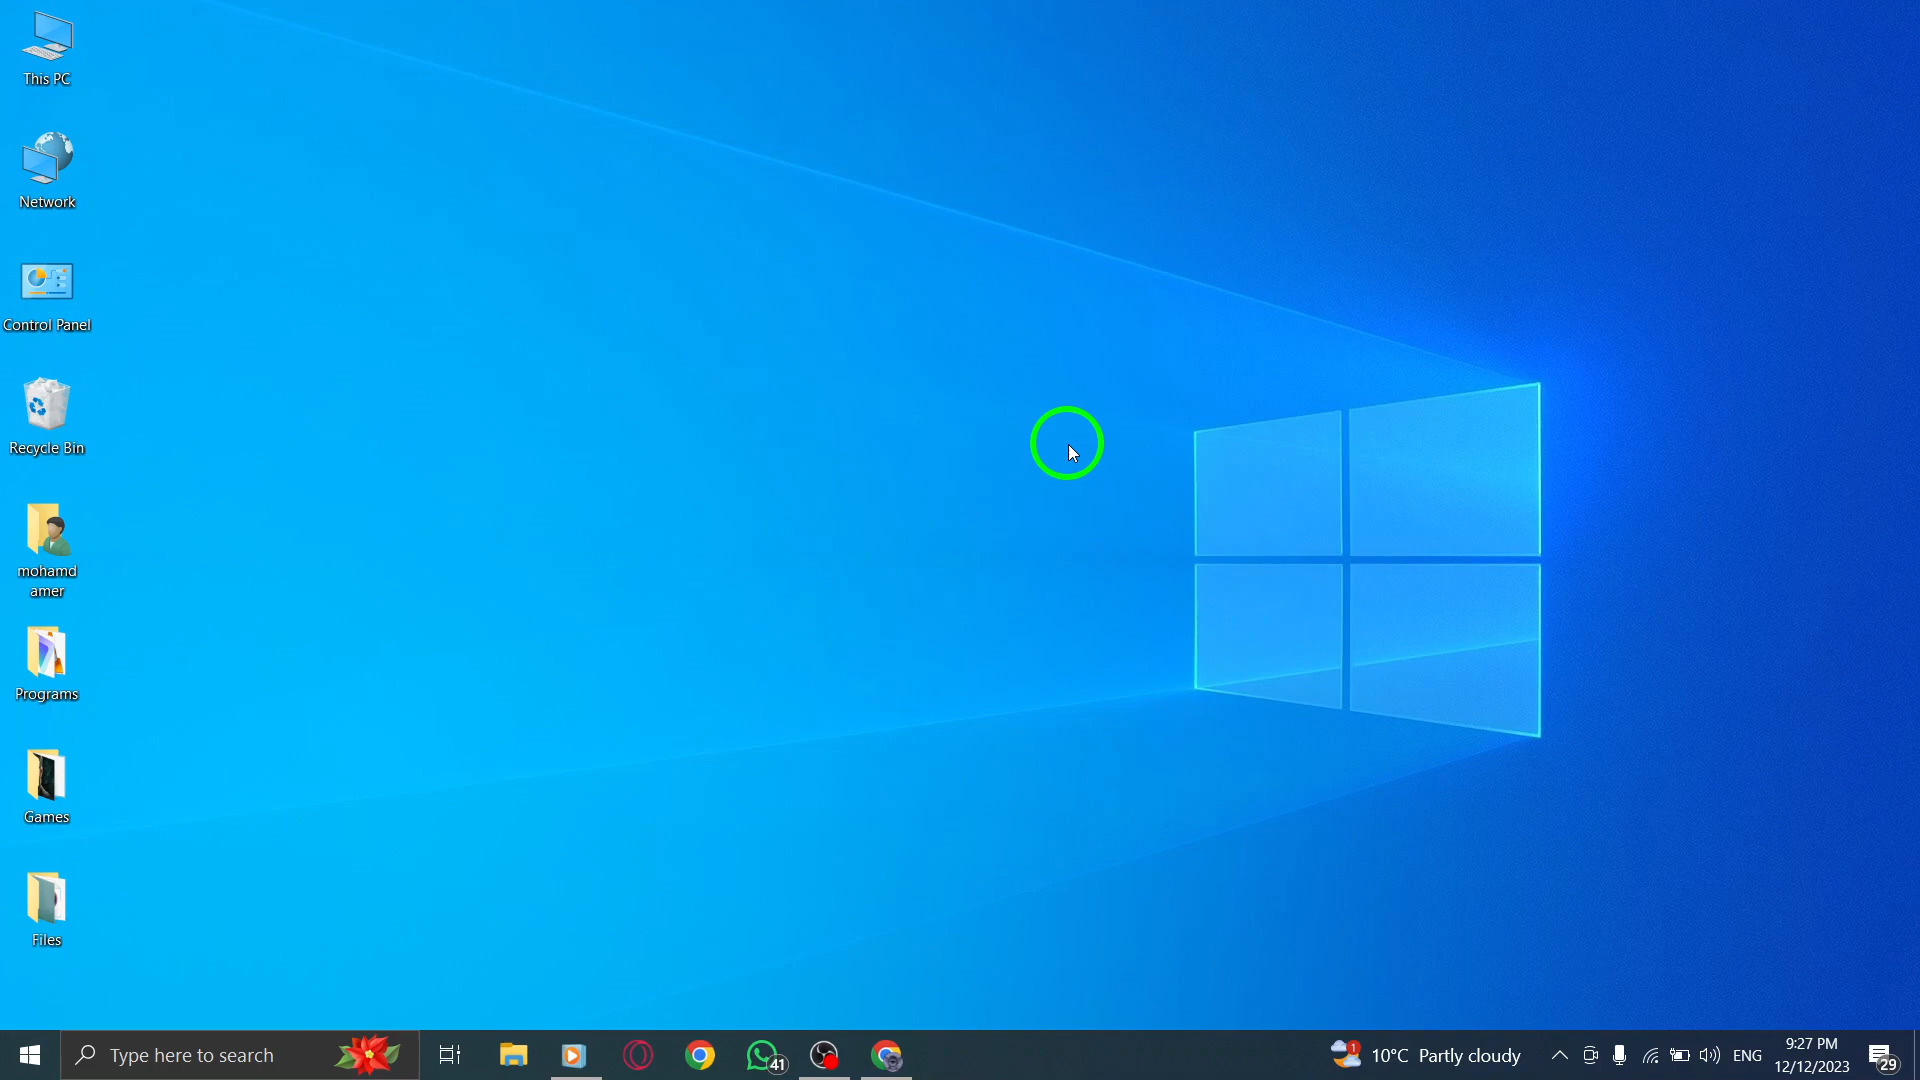 This PC
Network
Control Panel
Recycle Bin
mohamd
amer
Programs
Games
Files
Type here to search
41
1
10°C Partly cloudy
ENG
9:27 PM
12/12/2023
29